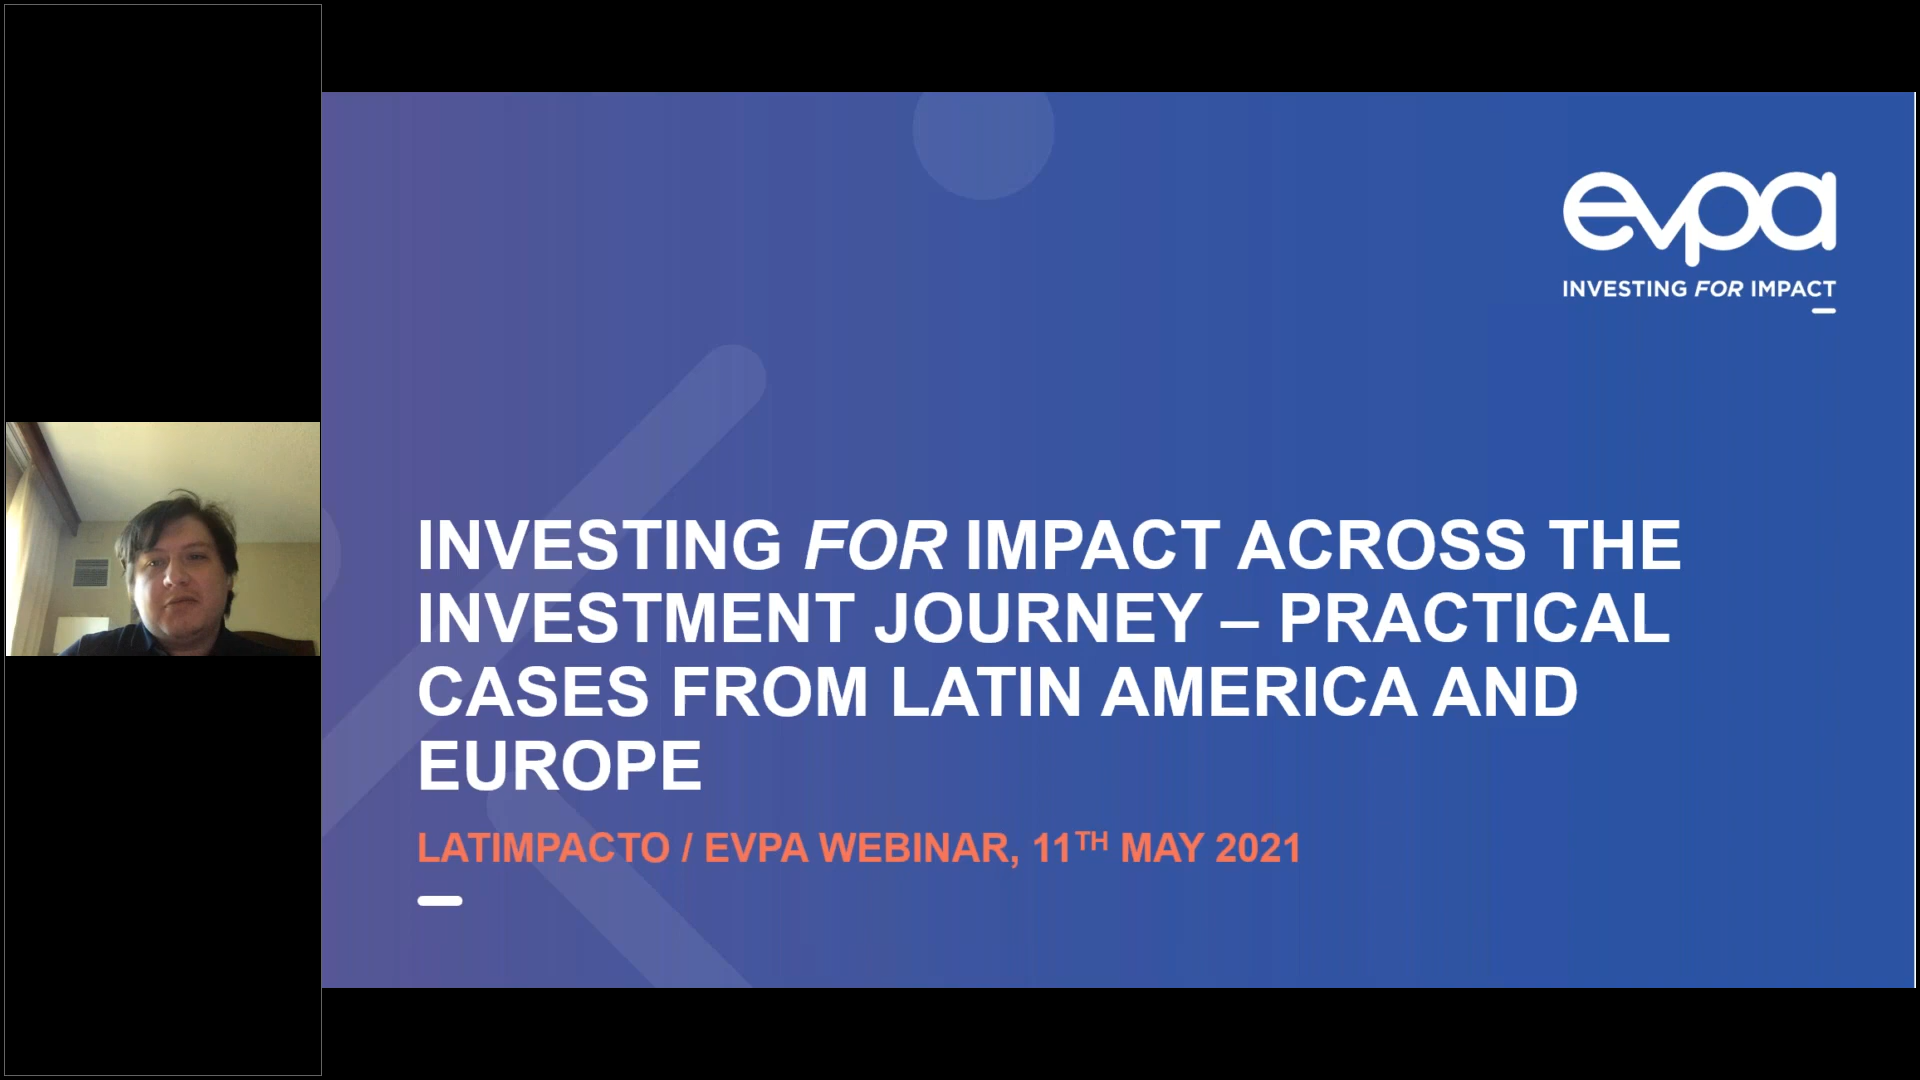 evpa
INVESTING FOR IMPACT
INVESTING FOR IMPACT ACROSS THE
INVESTMENT JOURNEY – PRACTICAL
CASES FROM LATIN AMERICA AND
EUROPE
LATIMPACTO / EVPA WEBINAR, 11TH MAY 2021